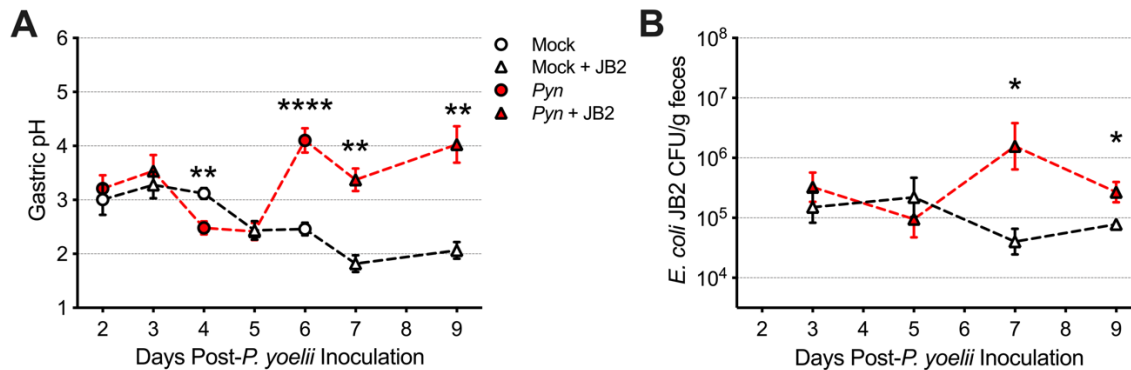 A
6
5
4
3
2
1
Gastric pH
**
****
**
**
2 3 4 5 6 7 8 9
Days Post-P. yoelii Inoculation
Mock
Mock + JB2
Pyn
Pyn + JB2
B
10⁸
10⁷
10⁶
10⁵
10⁴
E. coli JB2 CFU/g feces
*
*
2 3 4 5 6 7 8 9
Days Post-P. yoelii Inoculation